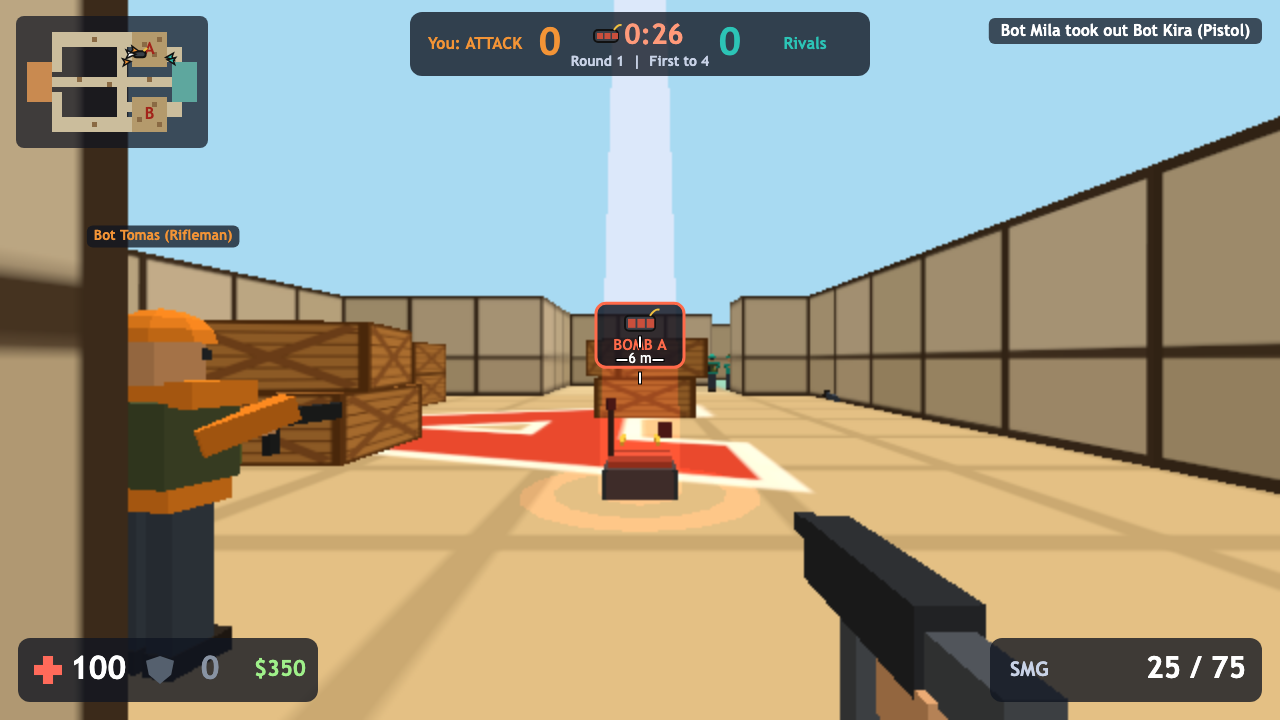 A
B
You: ATTACK 0 0:26 0 Rivals
Round 1 | First to 4
Bot Mila took out Bot Kira (Pistol)
Bot Tomas (Rifleman)
BOMB A
6 m
100 0 $350
SMG 25 / 75